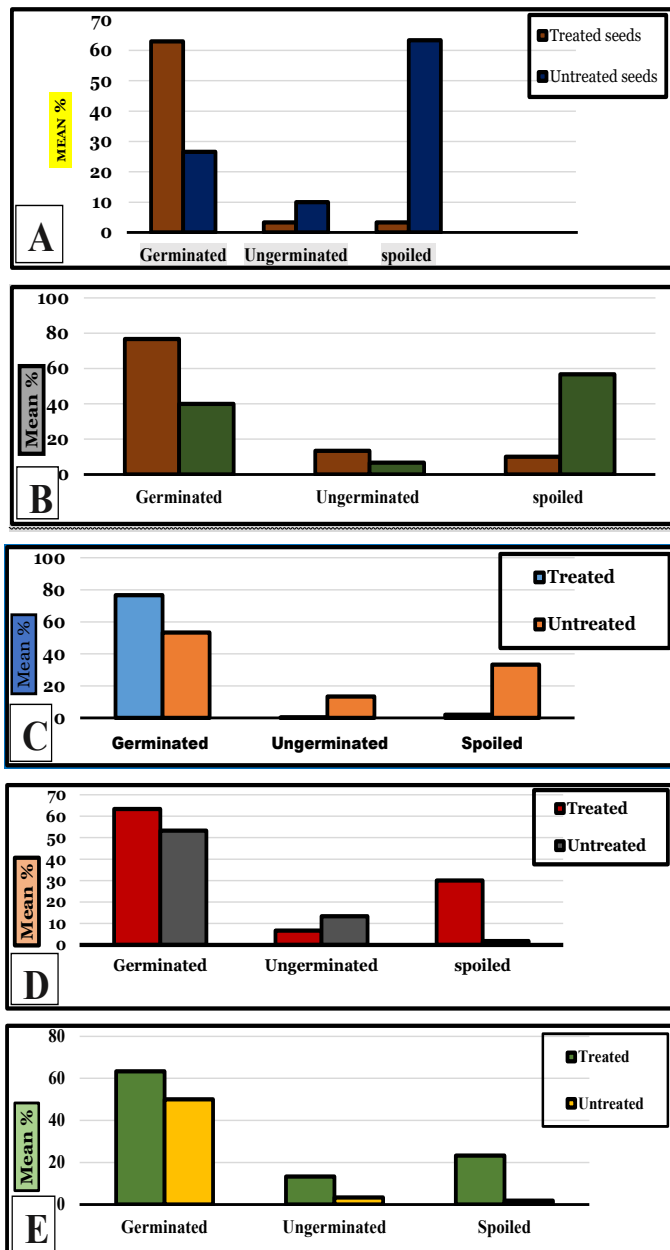 70
60
50
40
30
20
10
0
MEAN %
Treated seeds
Untreated seeds
Germinated Ungerminated spoiled
A
100
80
60
40
20
0
Mean %
Germinated Ungerminated spoiled
B
100
80
60
40
20
0
Mean %
Treated
Untreated
Germinated Ungerminated Spoiled
C
70
60
50
40
30
20
10
0
Mean %
Treated
Untreated
Germinated Ungerminated spoiled
D
80
60
40
20
0
Mean %
Treated
Untreated
Germinated Ungerminated Spoiled
E